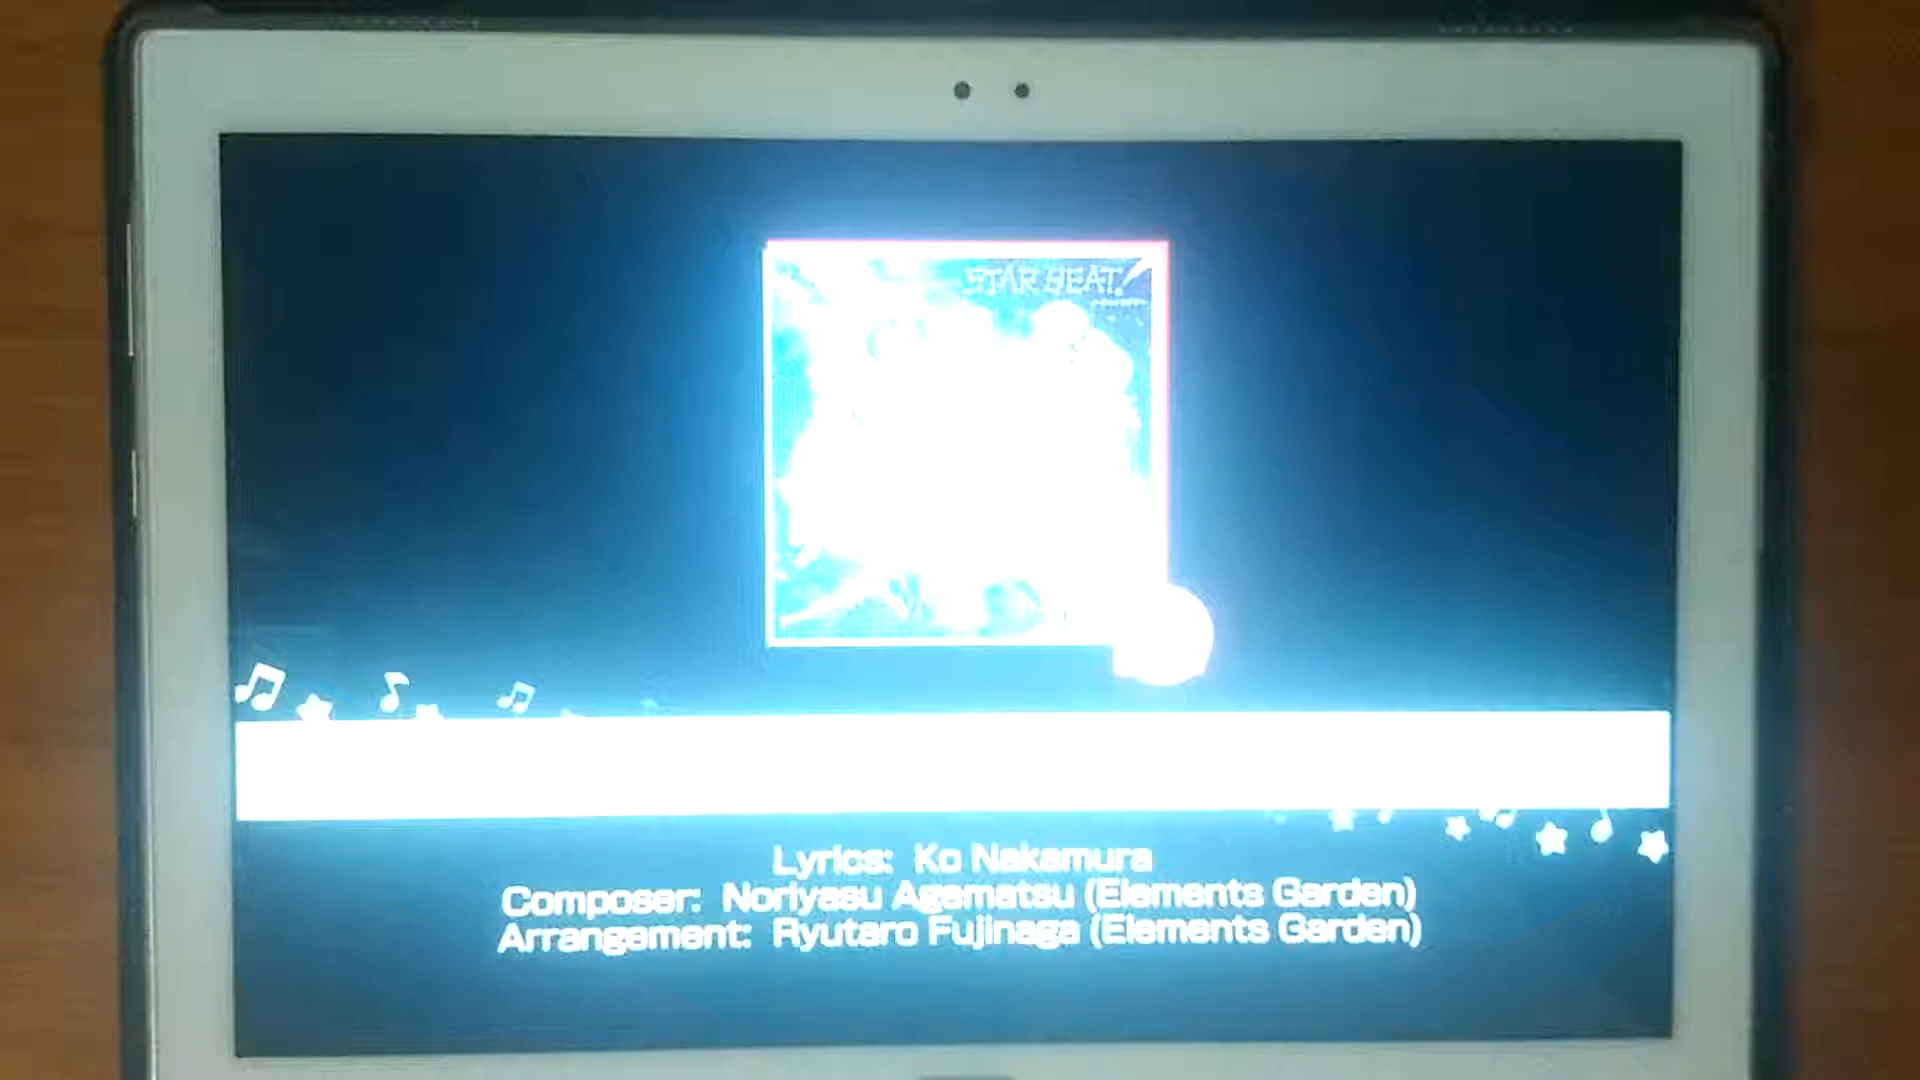 STAR BEAT!
Lyrics: Ko Nakamura
Composer: Noriyasu Agematsu (Elements Garden)
Arrangement: Ryutaro Fujinaga (Elements Garden)